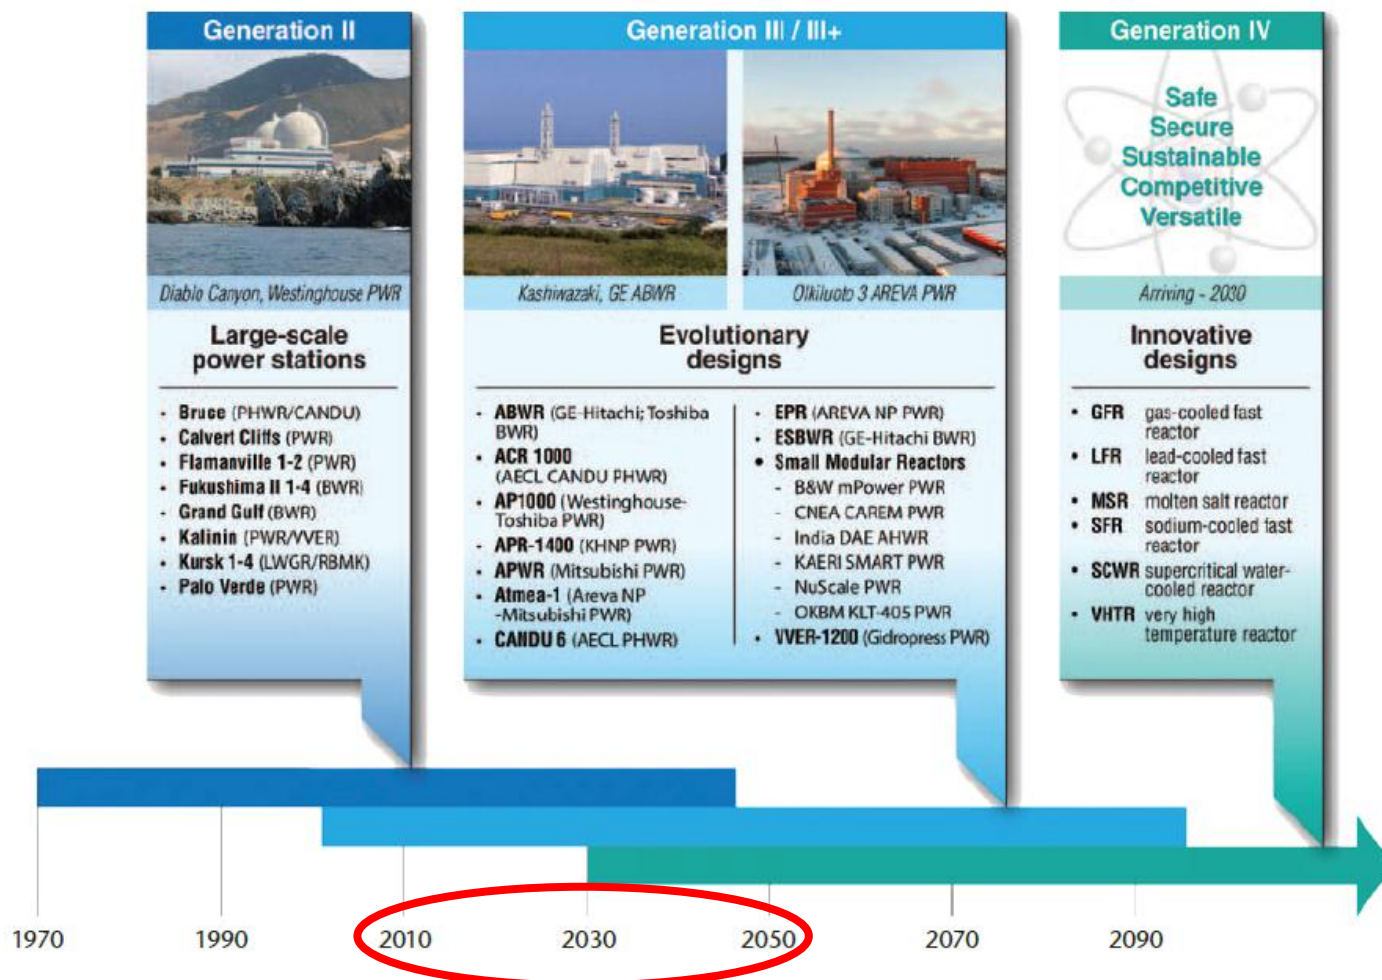 Generation II
Diablo Canyon, Westinghouse PWR
Large-scale
power stations
• Bruce (PHWR/CANDU)
• Calvert Cliffs (PWR)
• Flamanville 1-2 (PWR)
• Fukushima II 1-4 (BWR)
• Grand Gulf (BWR)
• Kalinin (PWR/VVER)
• Kursk 1-4 (LWGR/RBMK)
• Palo Verde (PWR)
Generation III / III+
Kashiwazaki, GE ABWR
Olkiluoto 3 AREVA PWR
Evolutionary
designs
• ABWR (GE-Hitachi; Toshiba
BWR)
• ACR 1000
(AECL CANDU PHWR)
• AP1000 (Westinghouse-
Toshiba PWR)
• APR-1400 (KHNP PWR)
• APWR (Mitsubishi PWR)
• Atmea-1 (Areva NP
-Mitsubishi PWR)
• CANDU 6 (AECL PHWR)
• EPR (AREVA NP PWR)
• ESBWR (GE-Hitachi BWR)
• Small Modular Reactors
- B&W mPower PWR
- CNEA CAREM PWR
- India DAE AHWR
- KAERI SMART PWR
- NuScale PWR
- OKBM KLT-405 PWR
• VVER-1200 (Gidropress PWR)
Generation IV
Safe
Secure
Sustainable
Competitive
Versatile
Arriving - 2030
Innovative
designs
• GFR gas-cooled fast
reactor
• LFR lead-cooled fast
reactor
• MSR molten salt reactor
• SFR sodium-cooled fast
reactor
• SCWR supercritical water-
cooled reactor
• VHTR very high
temperature reactor
1970 1990 2010 2030 2050 2070 2090